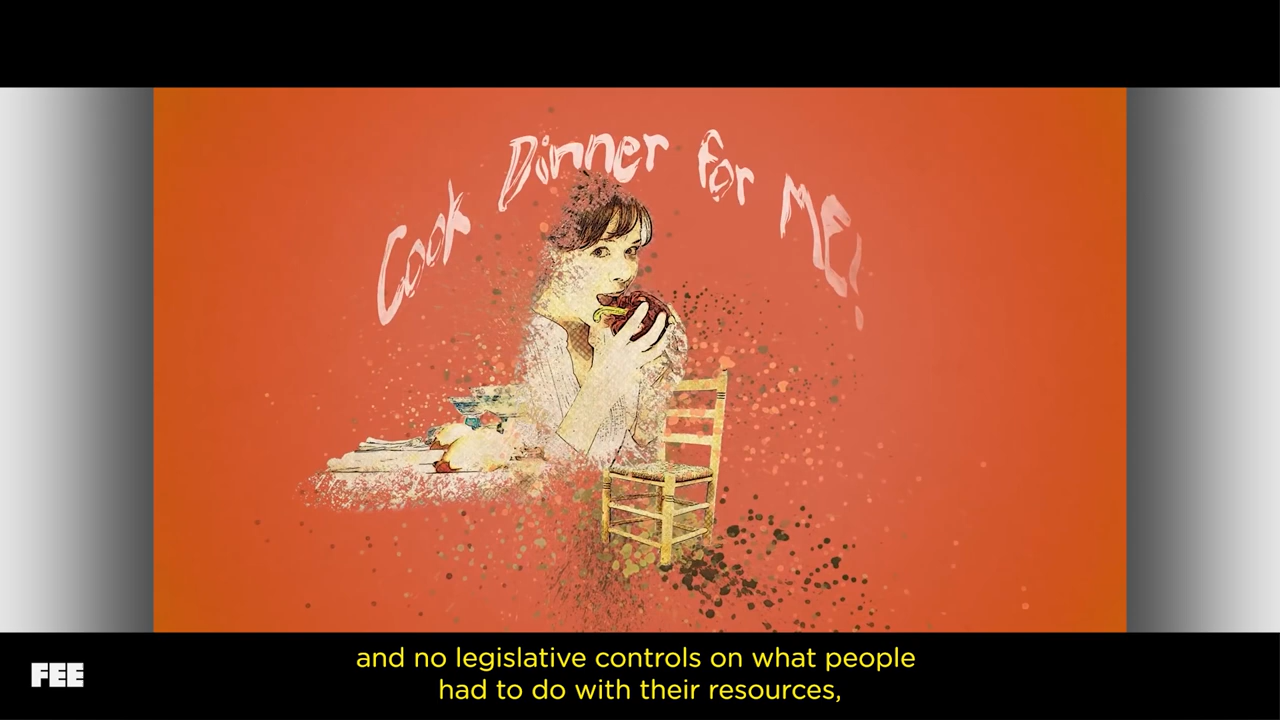 Cook Dinner for ME!
and no legislative controls on what people
had to do with their resources,
FEE